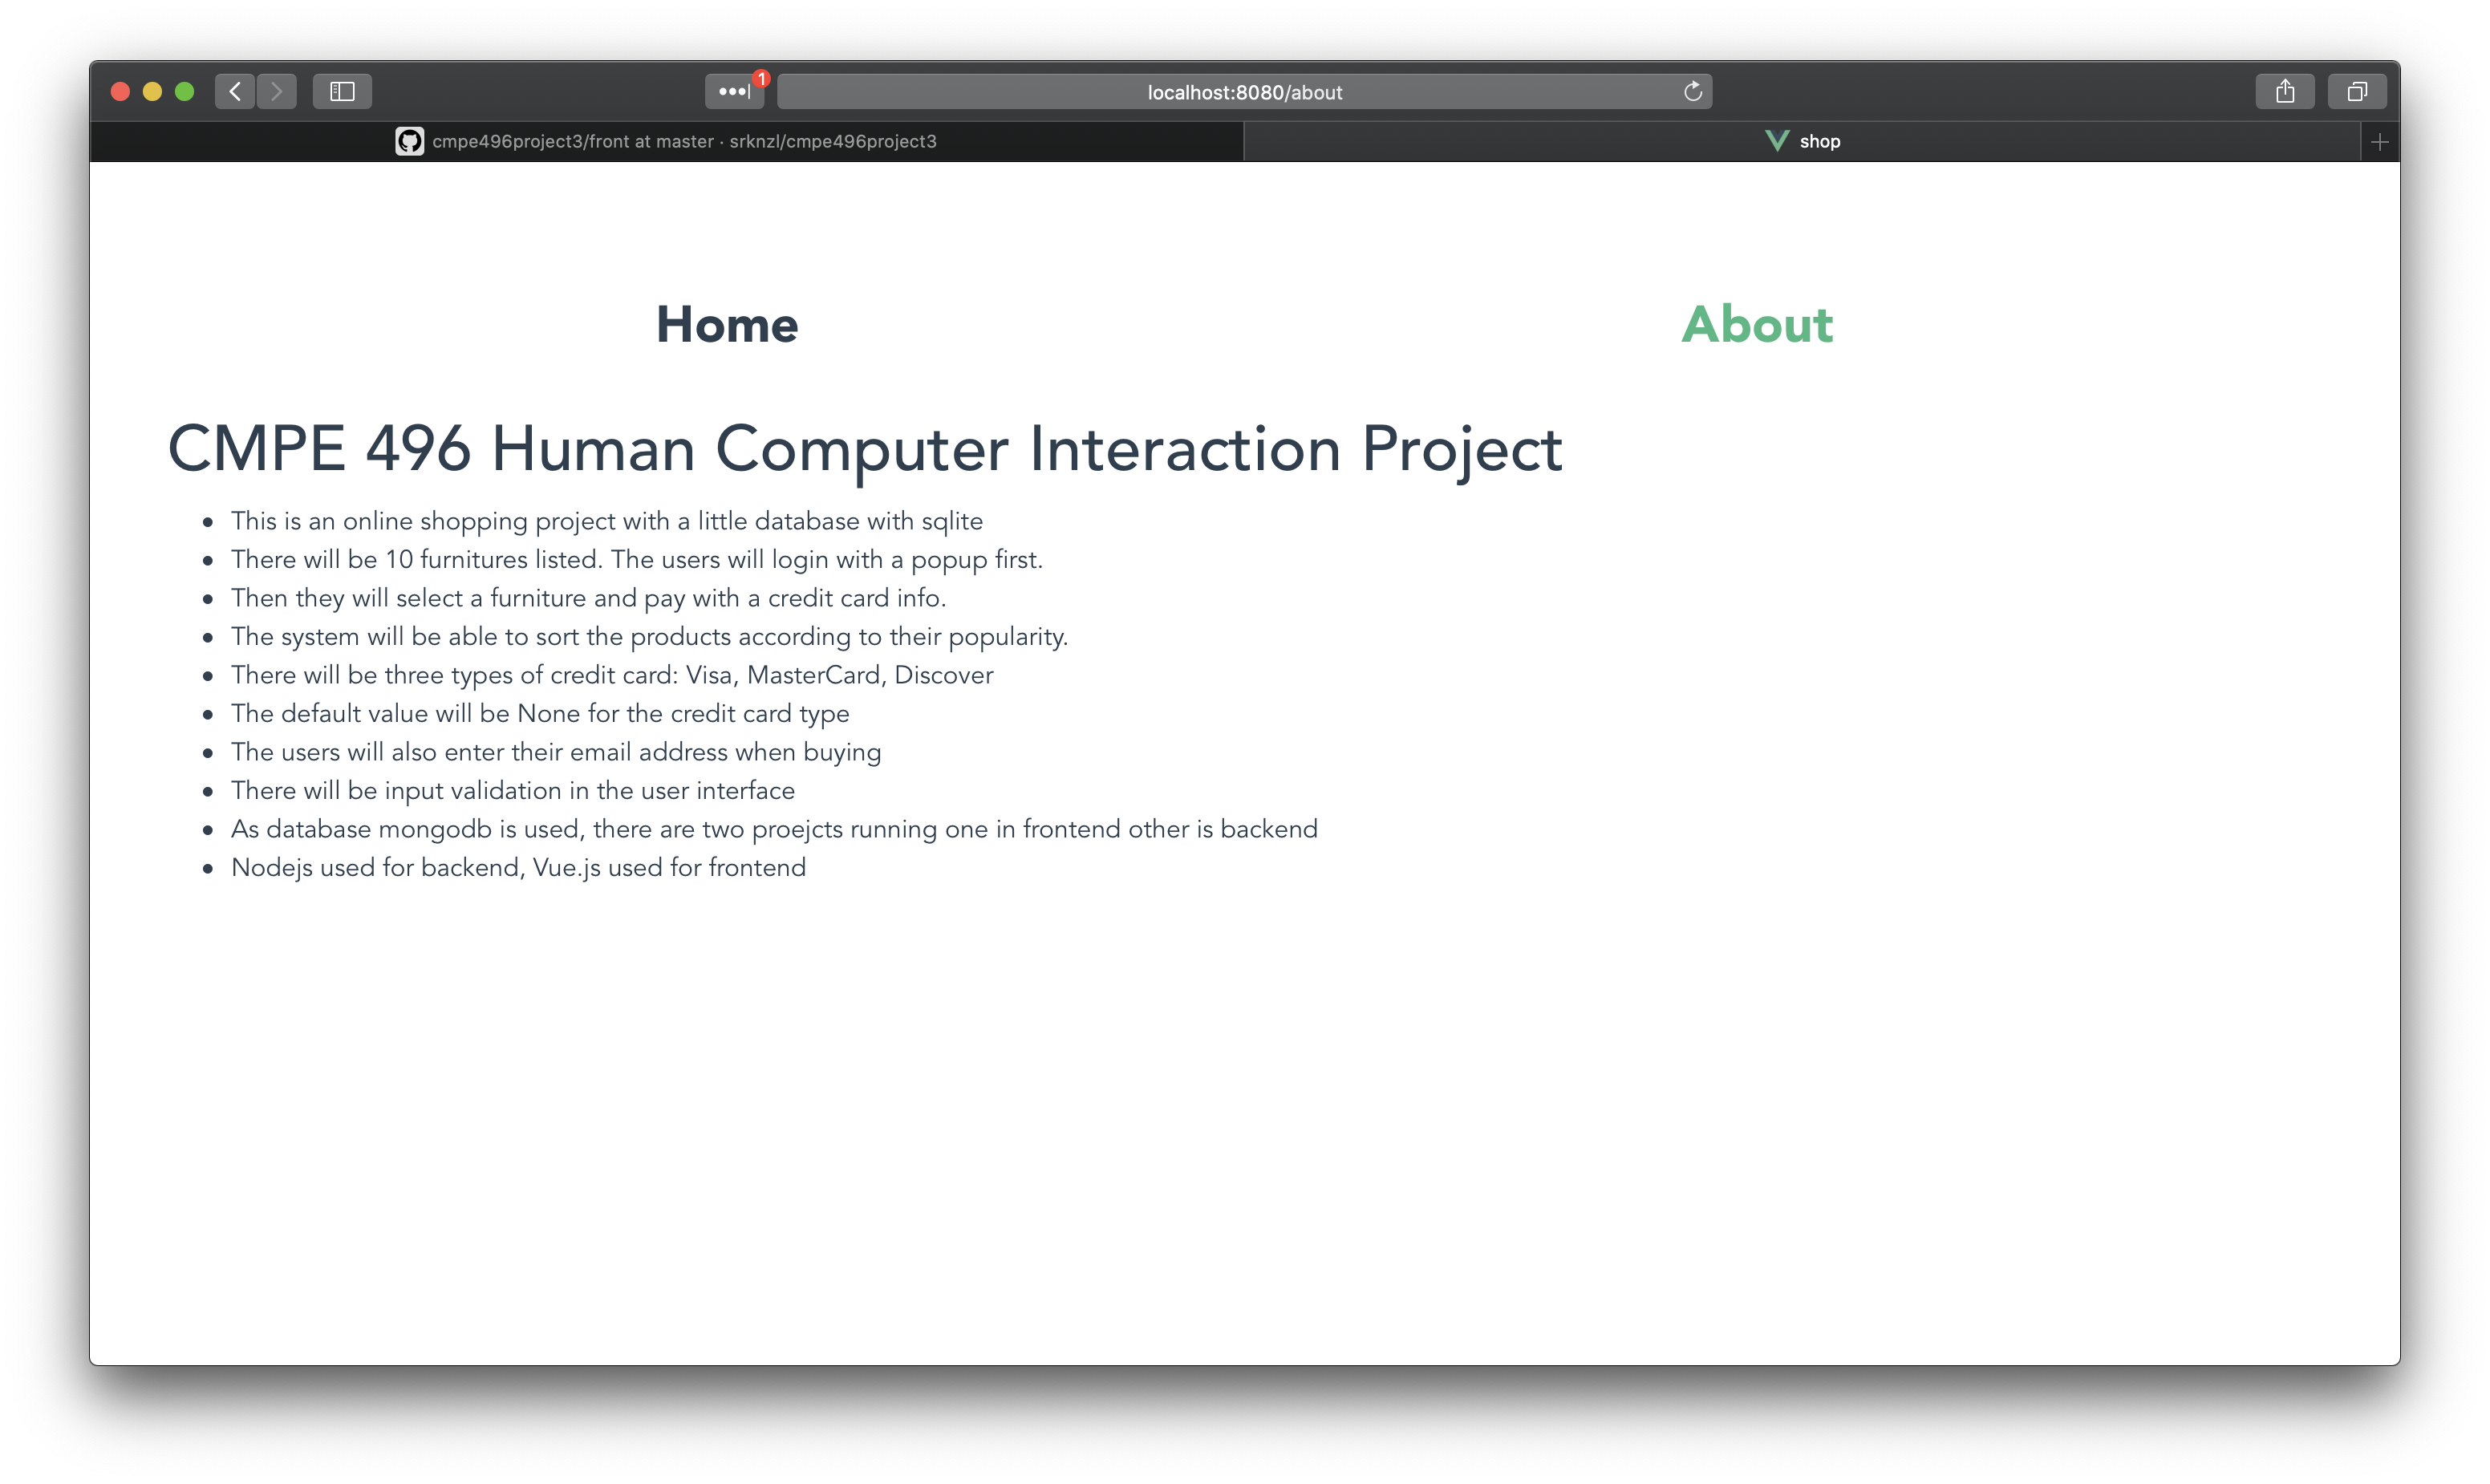 1
localhost:8080/about
cmpe496project3/front at master · srknzl/cmpe496project3
shop
Home
About
CMPE 496 Human Computer Interaction Project
This is an online shopping project with a little database with sqlite
There will be 10 furnitures listed. The users will login with a popup first.
Then they will select a furniture and pay with a credit card info.
The system will be able to sort the products according to their popularity.
There will be three types of credit card: Visa, MasterCard, Discover
The default value will be None for the credit card type
The users will also enter their email address when buying
There will be input validation in the user interface
As database mongodb is used, there are two proejcts running one in frontend other is backend
Nodejs used for backend, Vue.js used for frontend